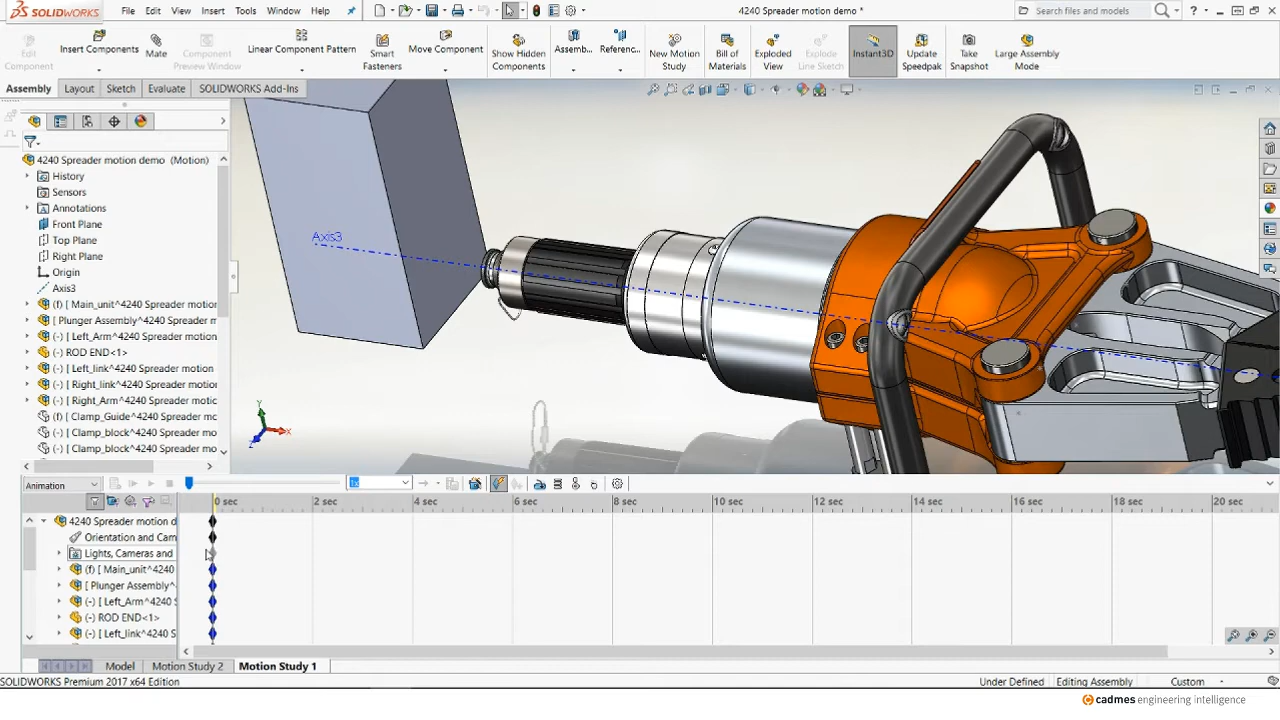 SOLIDWORKS File Edit View Insert Tools Window Help 4240 Spreader motion demo * Search files and models
Edit Component Insert Components Mate Component Preview Window Linear Component Pattern Smart Fasteners Move Component Show Hidden Components Assemb... Referenc... New Motion Study Bill of Materials Exploded View Explode Line Sketch Instant3D Update Speedpak Take Snapshot Large Assembly Mode
Assembly Layout Sketch Evaluate SOLIDWORKS Add-Ins
4240 Spreader motion demo (Motion)
History
Sensors
Annotations
Front Plane
Top Plane
Right Plane
Origin
Axis3
(f) [ Main_unit^4240 Spreader motion
[ Plunger Assembly^4240 Spreader m
(-) [ Left_Arm^4240 Spreader motion
(-) ROD END<1>
(-) [ Left_link^4240 Spreader motion
(-) [ Right_link^4240 Spreader motio
(-) [ Right_Arm^4240 Spreader motio
(f) [ Clamp_Guide^4240 Spreader mo
(-) [ Clamp_block^4240 Spreader mo
(-) [ Clamp_block^4240 Spreader mo
Axis3
Y
X
Z
Animation 1x
0 sec 2 sec 4 sec 6 sec 8 sec 10 sec 12 sec 14 sec 16 sec 18 sec 20 sec
4240 Spreader motion d
Orientation and Cam
Lights, Cameras and
(f) [ Main_unit^4240
[ Plunger Assembly^
(-) [ Left_Arm^4240 S
(-) ROD END<1>
(-) [ Left_link^4240 S
Model Motion Study 2 Motion Study 1
SOLIDWORKS Premium 2017 x64 Edition Under Defined Editing Assembly Custom
cadmes engineering intelligence